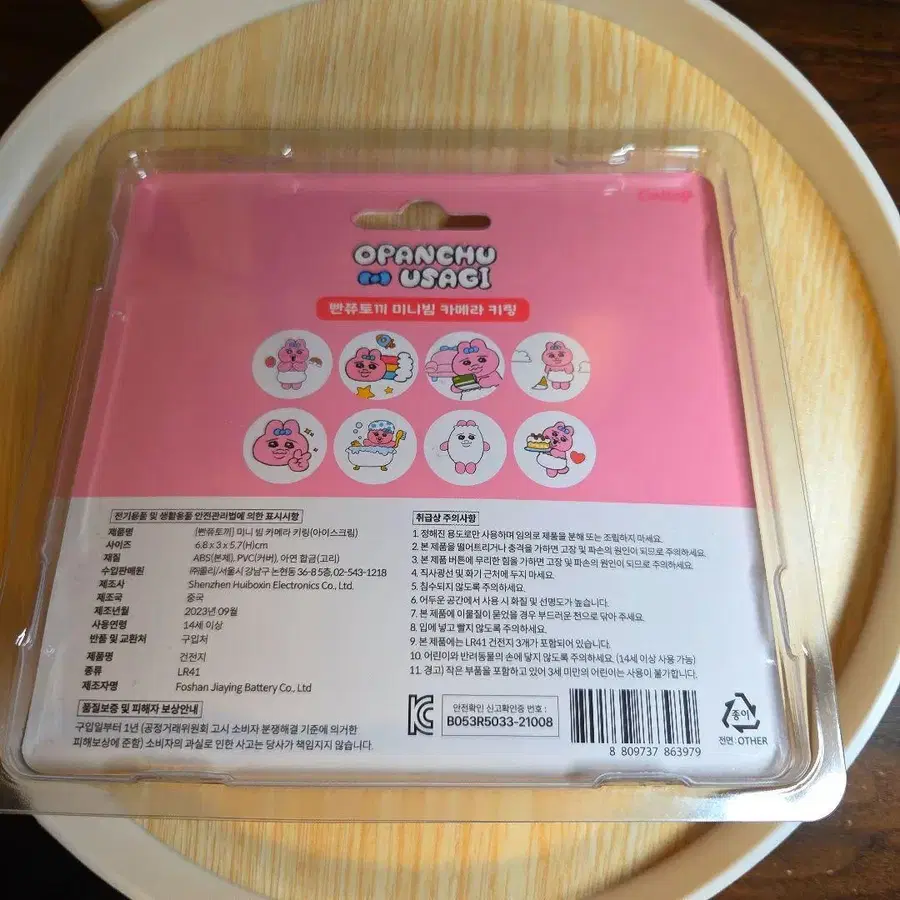 OPANCHU
USAGI
빤쮸토끼 미니빔 카메라 키링
전기용품 및 생활용품 안전관리법에 의한 표시사항
제품명 [빤쮸토끼] 미니 빔 카메라 키링(아이스크림)
사이즈 6.8 x 3 x 5.7(H)cm
재질 ABS(본체), PVC(커버), 아연 합금(고리)
수입판매원 ㈜콜리/서울시 강남구 논현동 36-8 5층, 02-543-1218
제조사 Shenzhen Huiboxin Electronics Co., Ltd.
제조국 중국
제조년월 2023년 09월
사용연령 14세 이상
반품 및 교환처 구입처
제품명 건전지
종류 LR41
제조자명 Foshan Jiaying Battery Co., Ltd
품질보증 및 피해자 보상안내
구입일부터 1년 (공정거래위원회 고시 소비자 분쟁해결 기준에 의거한
피해보상에 준함) 소비자의 과실로 인한 사고는 당사가 책임지지 않습니다.
취급상 주의사항
1. 정해진 용도로만 사용하며 임의로 제품을 분해 또는 조립하지 마세요.
2. 본 제품을 떨어트리거나 충격을 가하면 고장 및 파손의 원인이 되므로 주의하세요.
3. 본 제품 버튼에 무리한 힘을 가하면 고장 및 파손의 원인이 되므로 주의하세요.
4. 직사광선 및 화기 근처에 두지 마세요.
5. 침수되지 않도록 주의하세요.
6. 어두운 공간에서 사용 시 화질 및 선명도가 높습니다.
7. 본 제품에 이물질이 묻었을 경우 부드러운 천으로 닦아 주세요.
8. 입에 넣고 빨지 않도록 주의하세요.
9. 본 제품에는 LR41 건전지 3개가 포함되어 있습니다.
10. 어린이와 반려동물의 손에 닿지 않도록 주의하세요. (14세 이상 사용 가능)
11. 경고) 작은 부품을 포함하고 있어 3세 미만의 어린이는 사용이 불가합니다.
안전확인 신고확인증 번호 :
B053R5033-21008
8 809737 863979
종이
전면 : OTHER